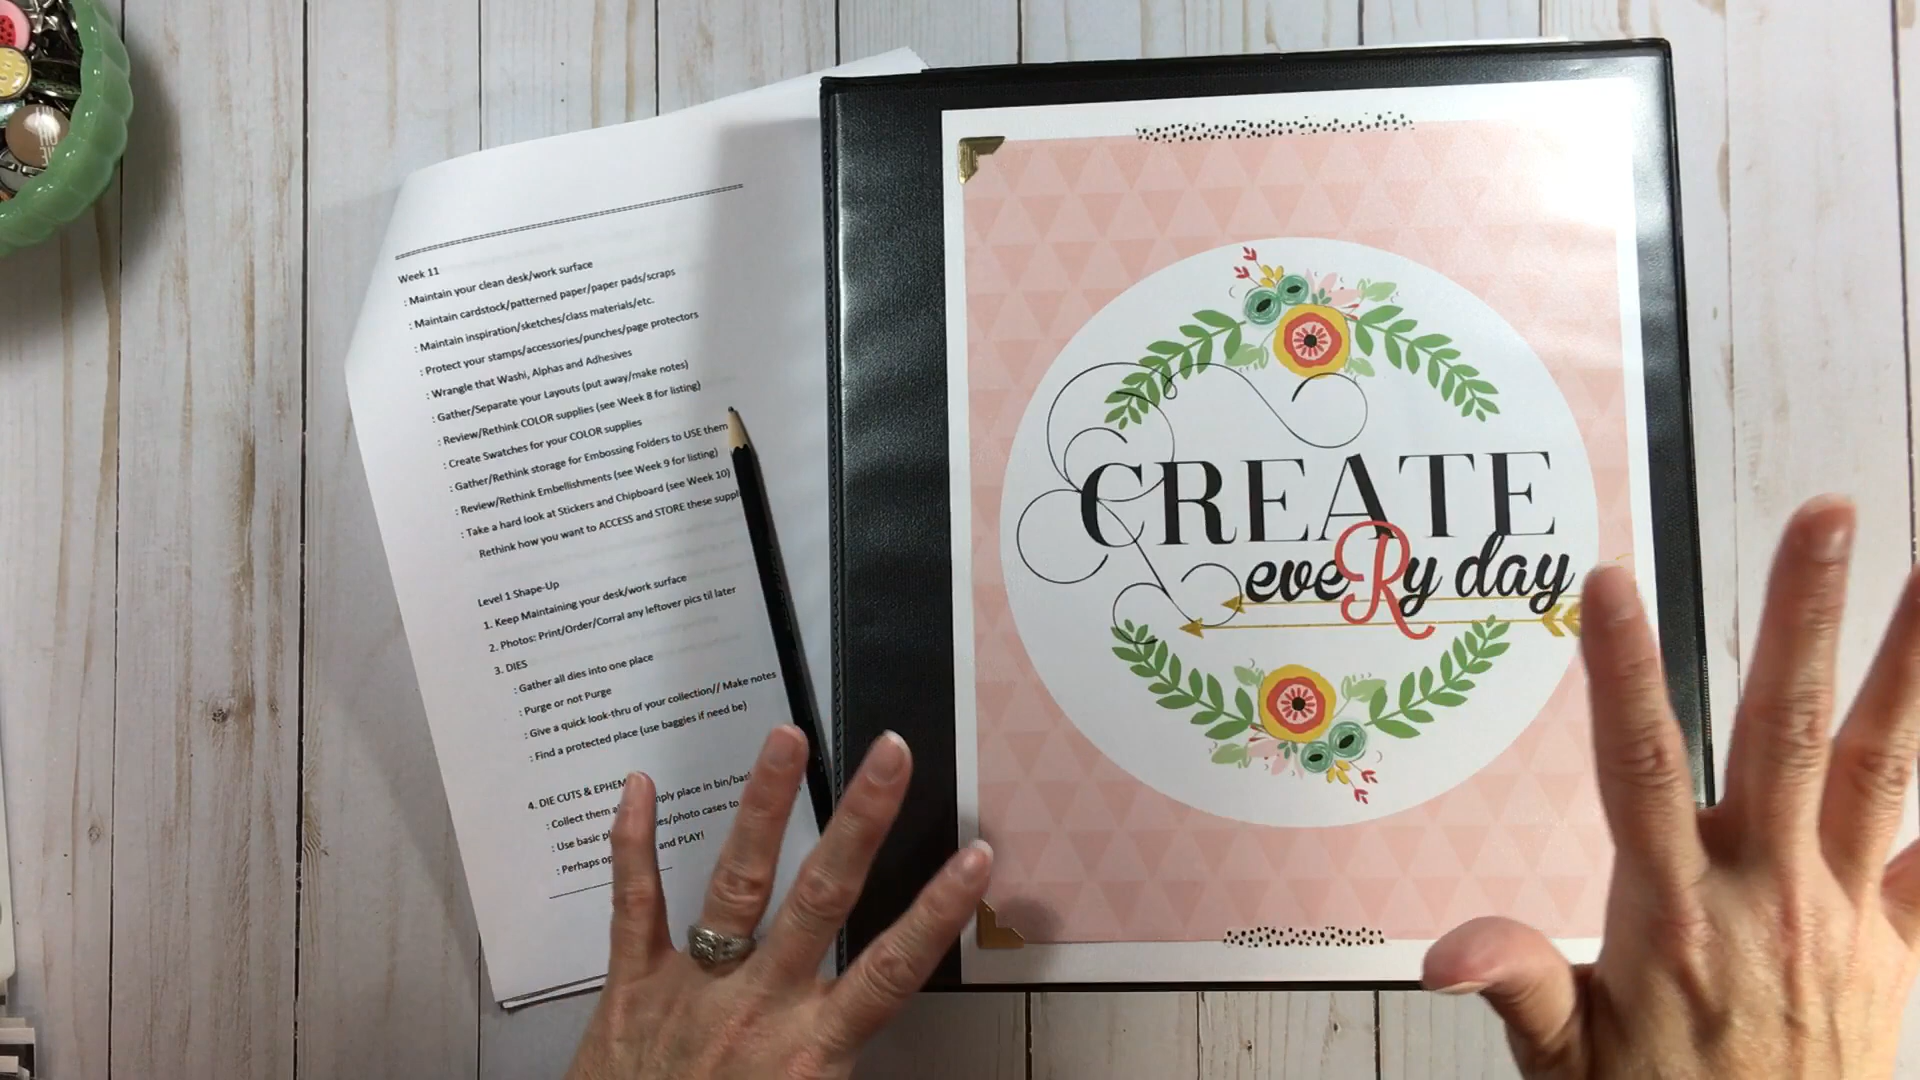 Week 11
: Maintain your clean desk/work surface
: Maintain cardstock/patterned paper/paper pads/scraps
: Maintain inspiration/sketches/class materials/etc.
: Protect your stamps/accessories/punches/page protectors
: Wrangle that Washi, Alphas and Adhesives
: Gather/Separate your Layouts (put away/make notes)
: Review/Rethink COLOR supplies (see Week 8 for listing)
: Create Swatches for your COLOR supplies
: Gather/Rethink storage for Embossing Folders to USE them
: Review/Rethink Embellishments (see Week 9 for listing)
: Take a hard look at Stickers and Chipboard (see Week 10)
Rethink how you want to ACCESS and STORE these
Level 1 Shape-Up
1. Keep Maintaining your desk/work surface
2. Photos: Print/Order/Corral any leftover pics til later
3. DIES
: Gather all dies into one place
: Purge or not Purge
: Give a quick look-thru of your collection// Make notes
: Find a protected place (use baggies if need be)
4. DIE CUTS & place in
: Collect them cases to
: Use basic and PLAY!
: Perhaps
CREATE
eveRy day